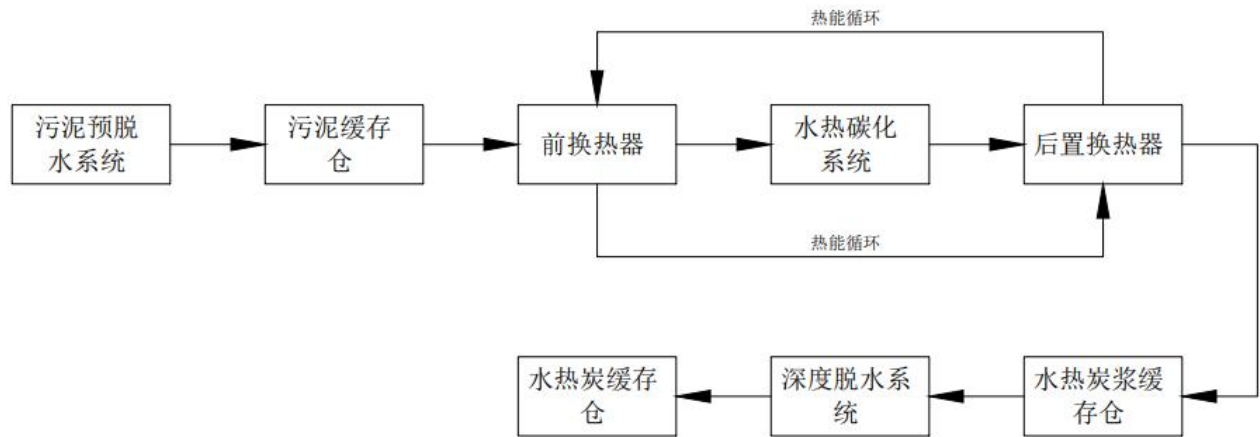 热能循环
污泥预脱
水系统
污泥缓存
仓
前换热器
水热碳化
系统
后置换热器
热能循环
水热炭缓存
仓
深度脱水系
统
水热炭浆缓
存仓